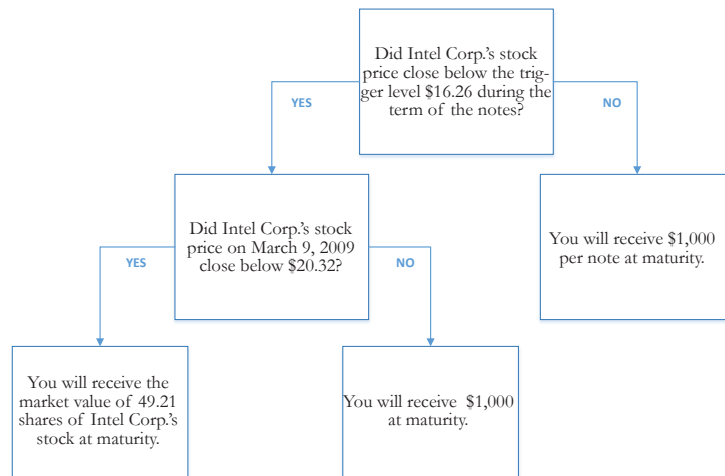 Did Intel Corp.'s stock
price close below the trig-
ger level $16.26 during the
term of the notes?
YES
NO
Did Intel Corp.'s stock
price on March 9, 2009
close below $20.32?
You will receive $1,000
per note at maturity.
YES
NO
You will receive the
market value of 49.21
shares of Intel Corp.'s
stock at maturity.
You will receive $1,000
at maturity.